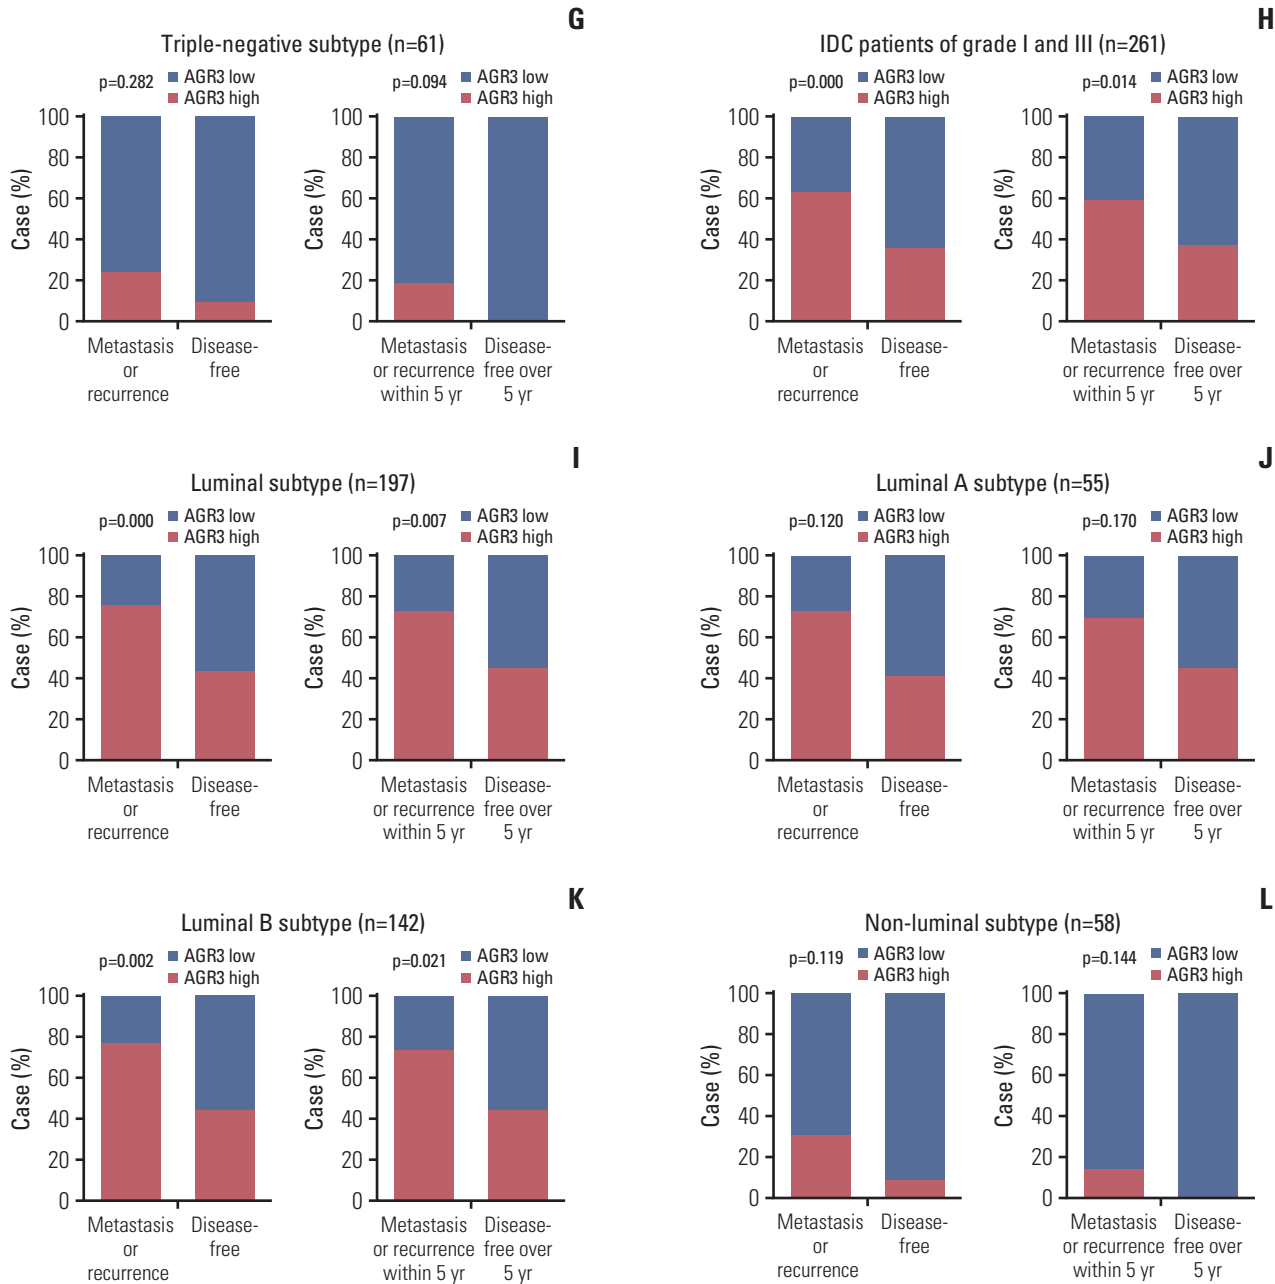 G
Triple-negative subtype (n=61)
p=0.282
AGR3 low
AGR3 high
Case (%)
100
80
60
40
20
0
Metastasis
or
recurrence
Disease-
free
p=0.094
AGR3 low
AGR3 high
Case (%)
100
80
60
40
20
0
Metastasis
or recurrence
within 5 yr
Disease-
free over
5 yr
H
IDC patients of grade I and III (n=261)
p=0.000
AGR3 low
AGR3 high
Case (%)
100
80
60
40
20
0
Metastasis
or
recurrence
Disease-
free
p=0.014
AGR3 low
AGR3 high
Case (%)
100
80
60
40
20
0
Metastasis
or recurrence
within 5 yr
Disease-
free over
5 yr
I
Luminal subtype (n=197)
p=0.000
AGR3 low
AGR3 high
Case (%)
100
80
60
40
20
0
Metastasis
or
recurrence
Disease-
free
p=0.007
AGR3 low
AGR3 high
Case (%)
100
80
60
40
20
0
Metastasis
or recurrence
within 5 yr
Disease-
free over
5 yr
J
Luminal A subtype (n=55)
p=0.120
AGR3 low
AGR3 high
Case (%)
100
80
60
40
20
0
Metastasis
or
recurrence
Disease-
free
p=0.170
AGR3 low
AGR3 high
Case (%)
100
80
60
40
20
0
Metastasis
or recurrence
within 5 yr
Disease-
free over
5 yr
K
Luminal B subtype (n=142)
p=0.002
AGR3 low
AGR3 high
Case (%)
100
80
60
40
20
0
Metastasis
or
recurrence
Disease-
free
p=0.021
AGR3 low
AGR3 high
Case (%)
100
80
60
40
20
0
Metastasis
or recurrence
within 5 yr
Disease-
free over
5 yr
L
Non-luminal subtype (n=58)
p=0.119
AGR3 low
AGR3 high
Case (%)
100
80
60
40
20
0
Metastasis
or
recurrence
Disease-
free
p=0.144
AGR3 low
AGR3 high
Case (%)
100
80
60
40
20
0
Metastasis
or recurrence
within 5 yr
Disease-
free over
5 yr